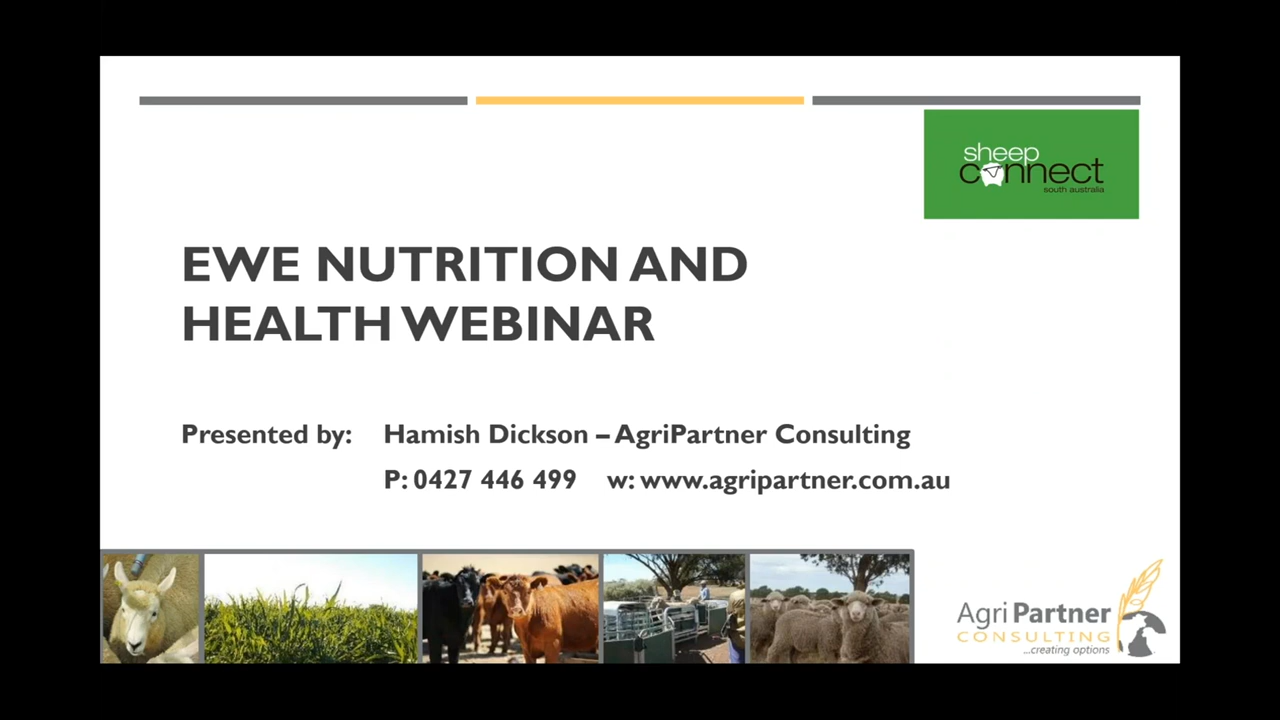 sheep
connect
south australia
EWE NUTRITION AND
HEALTH WEBINAR
Presented by: Hamish Dickson – AgriPartner Consulting
P: 0427 446 499 w: www.agripartner.com.au
Agri Partner
CONSULTING
...creating options